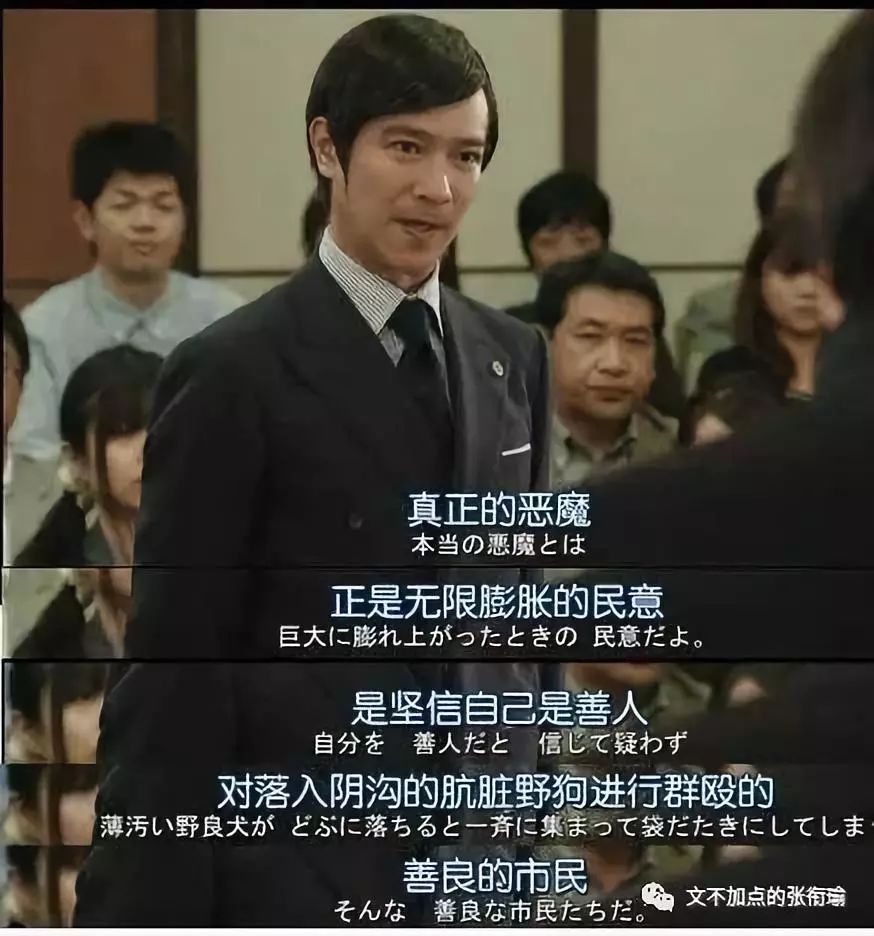 真正的恶魔
本当の悪魔とは
正是无限膨胀的民意
巨大に膨れ上がったときの 民意だよ。
是坚信自己是善人
自分を 善人だと 信じて疑わず
对落入阴沟的肮脏野狗进行群殴的
薄汚い野良犬が どぶに落ちると一斉に集まって袋だたきにしてしまう
善良的市民
そんな 善良な市民たちだ。
文不加点的张衔瑜